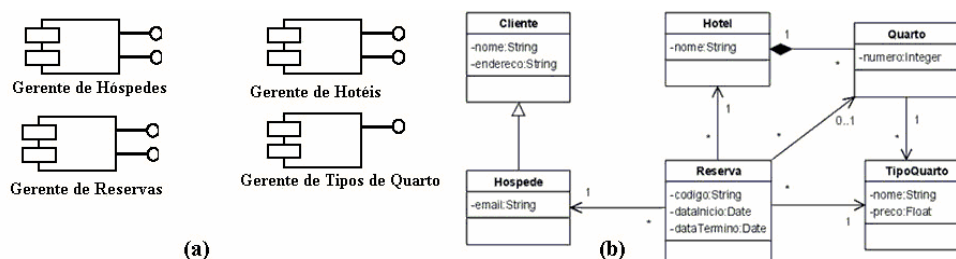 Gerente de Hóspedes
Gerente de Hotéis
Gerente de Reservas
Gerente de Tipos de Quarto
(a)
Cliente
-nome:String
-endereco:String
Hotel
-nome:String
1
*
Quarto
-numero:Integer
1
*
1
*
*
0..1
Hospede
-email:String
1
*
Reserva
-codigo:String
-dataInicio:Date
-dataTermino:Date
*
1
TipoQuarto
-nome:String
-preco:Float
(b)